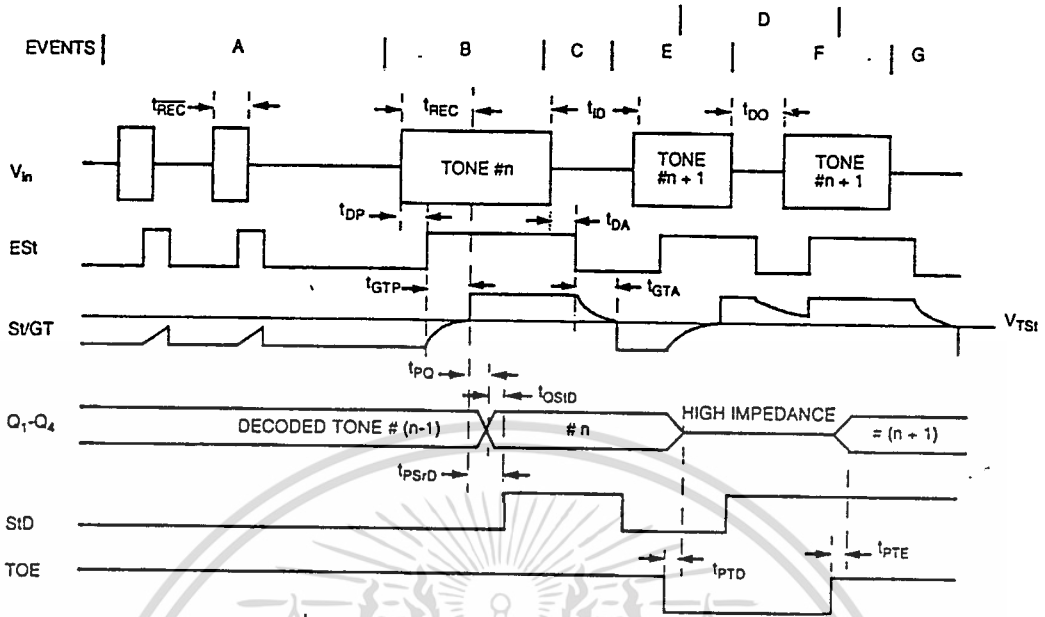 D
EVENTS A B C E F G
tREC tREC tID tDO
Vin TONE #n TONE #n + 1 TONE #n + 1
tDP tDA
ESt
tGTP tGTA
St/GT VTSt
tPQ tQStD
Q1-Q4 DECODED TONE # (n-1) # n HIGH IMPEDANCE = (n + 1)
tPSrD
StD
tPTD tPTE
TOE